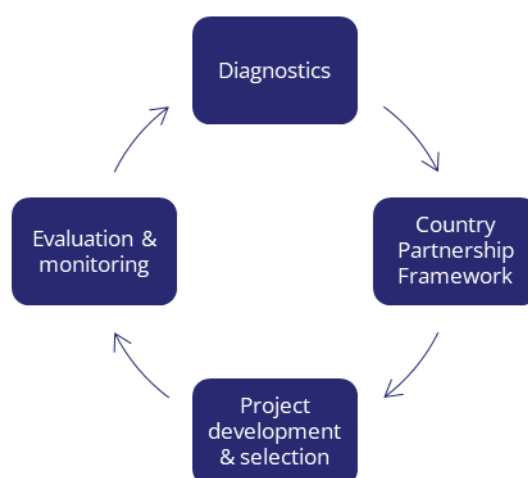 Diagnostics
Country
Partnership
Framework
Project
development
& selection
Evaluation &
monitoring